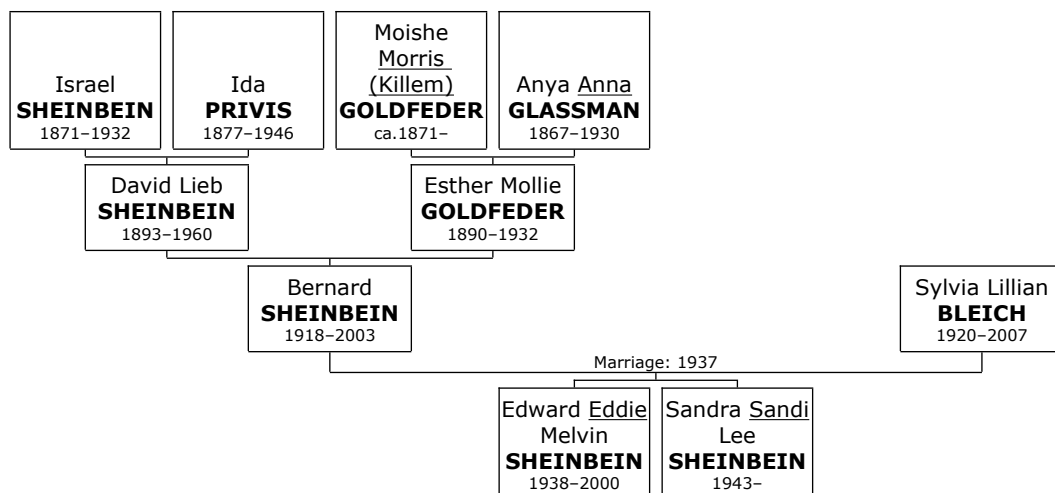 Israel
SHEINBEIN
1871–1932
Ida
PRIVIS
1877–1946
Moishe
Morris
(Killem)
GOLDFEDER
ca.1871–
Anya Anna
GLASSMAN
1867–1930
David Lieb
SHEINBEIN
1893–1960
Esther Mollie
GOLDFEDER
1890–1932
Bernard
SHEINBEIN
1918–2003
Sylvia Lillian
BLEICH
1920–2007
Marriage: 1937
Edward Eddie
Melvin
SHEINBEIN
1938–2000
Sandra Sandi
Lee
SHEINBEIN
1943–